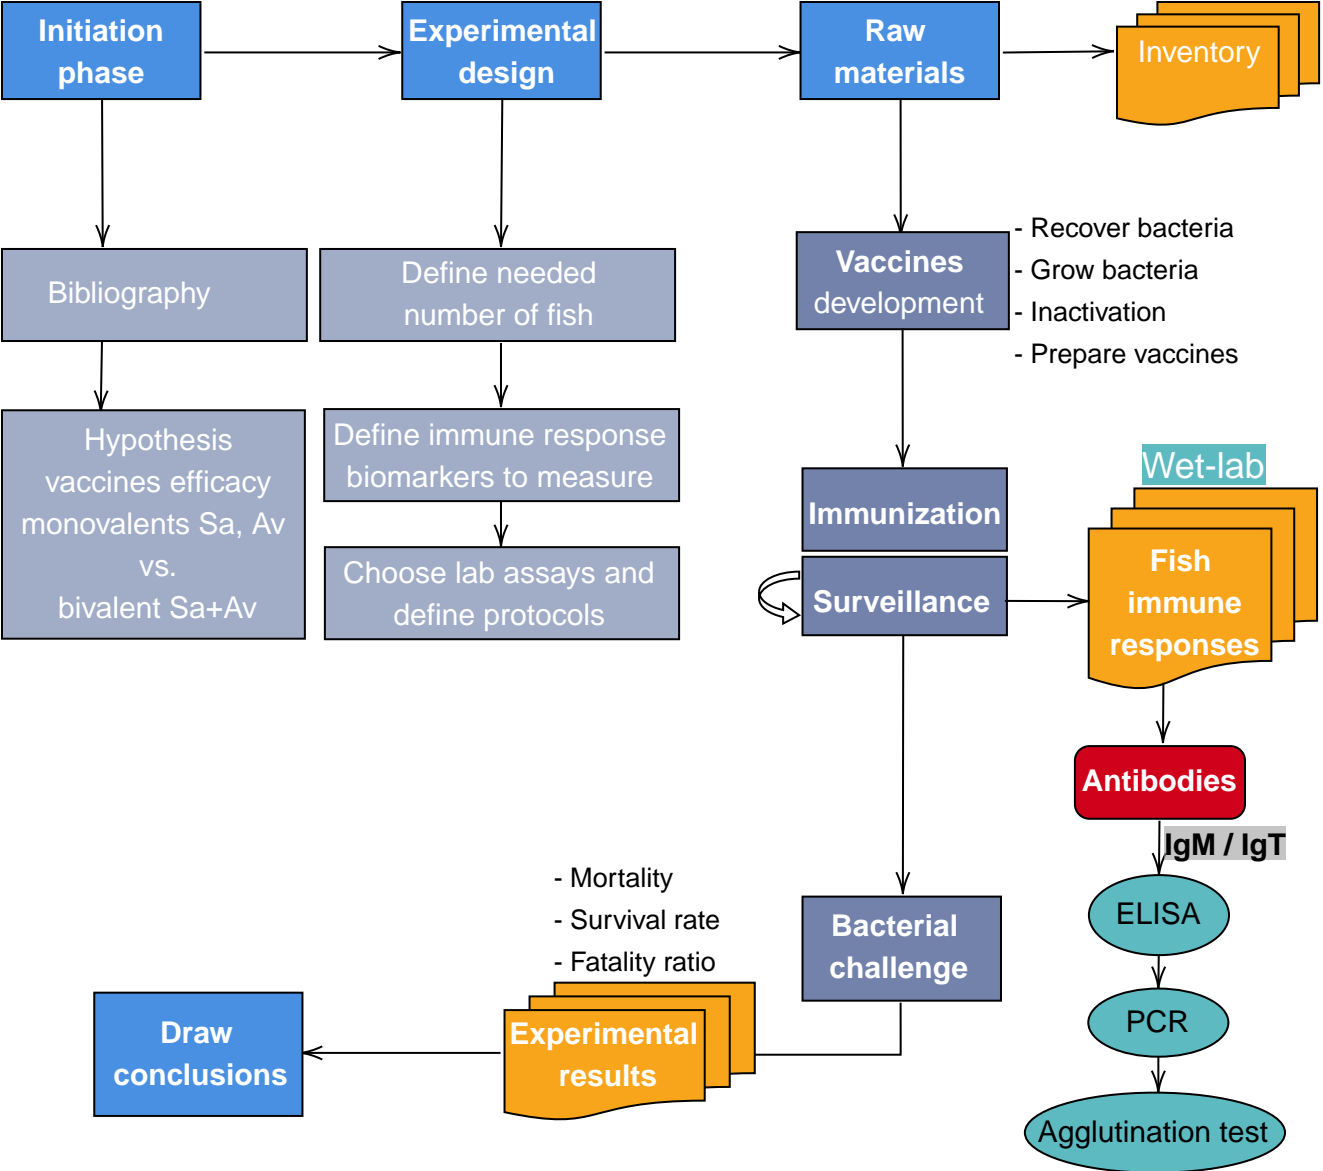 Initiation
phase
Experimental
design
Raw
materials
Inventory
Bibliography
Hypothesis
vaccines efficacy
monovalents Sa, Av
vs.
bivalent Sa+Av
Define needed
number of fish
Define immune response
biomarkers to measure
Choose lab assays and
define protocols
Vaccines
development
- Recover bacteria
- Grow bacteria
- Inactivation
- Prepare vaccines
Immunization
Surveillance
Wet-lab
Fish
immune
responses
Antibodies
IgM / IgT
ELISA
PCR
Agglutination test
Bacterial
challenge
- Mortality
- Survival rate
- Fatality ratio
Experimental
results
Draw
conclusions